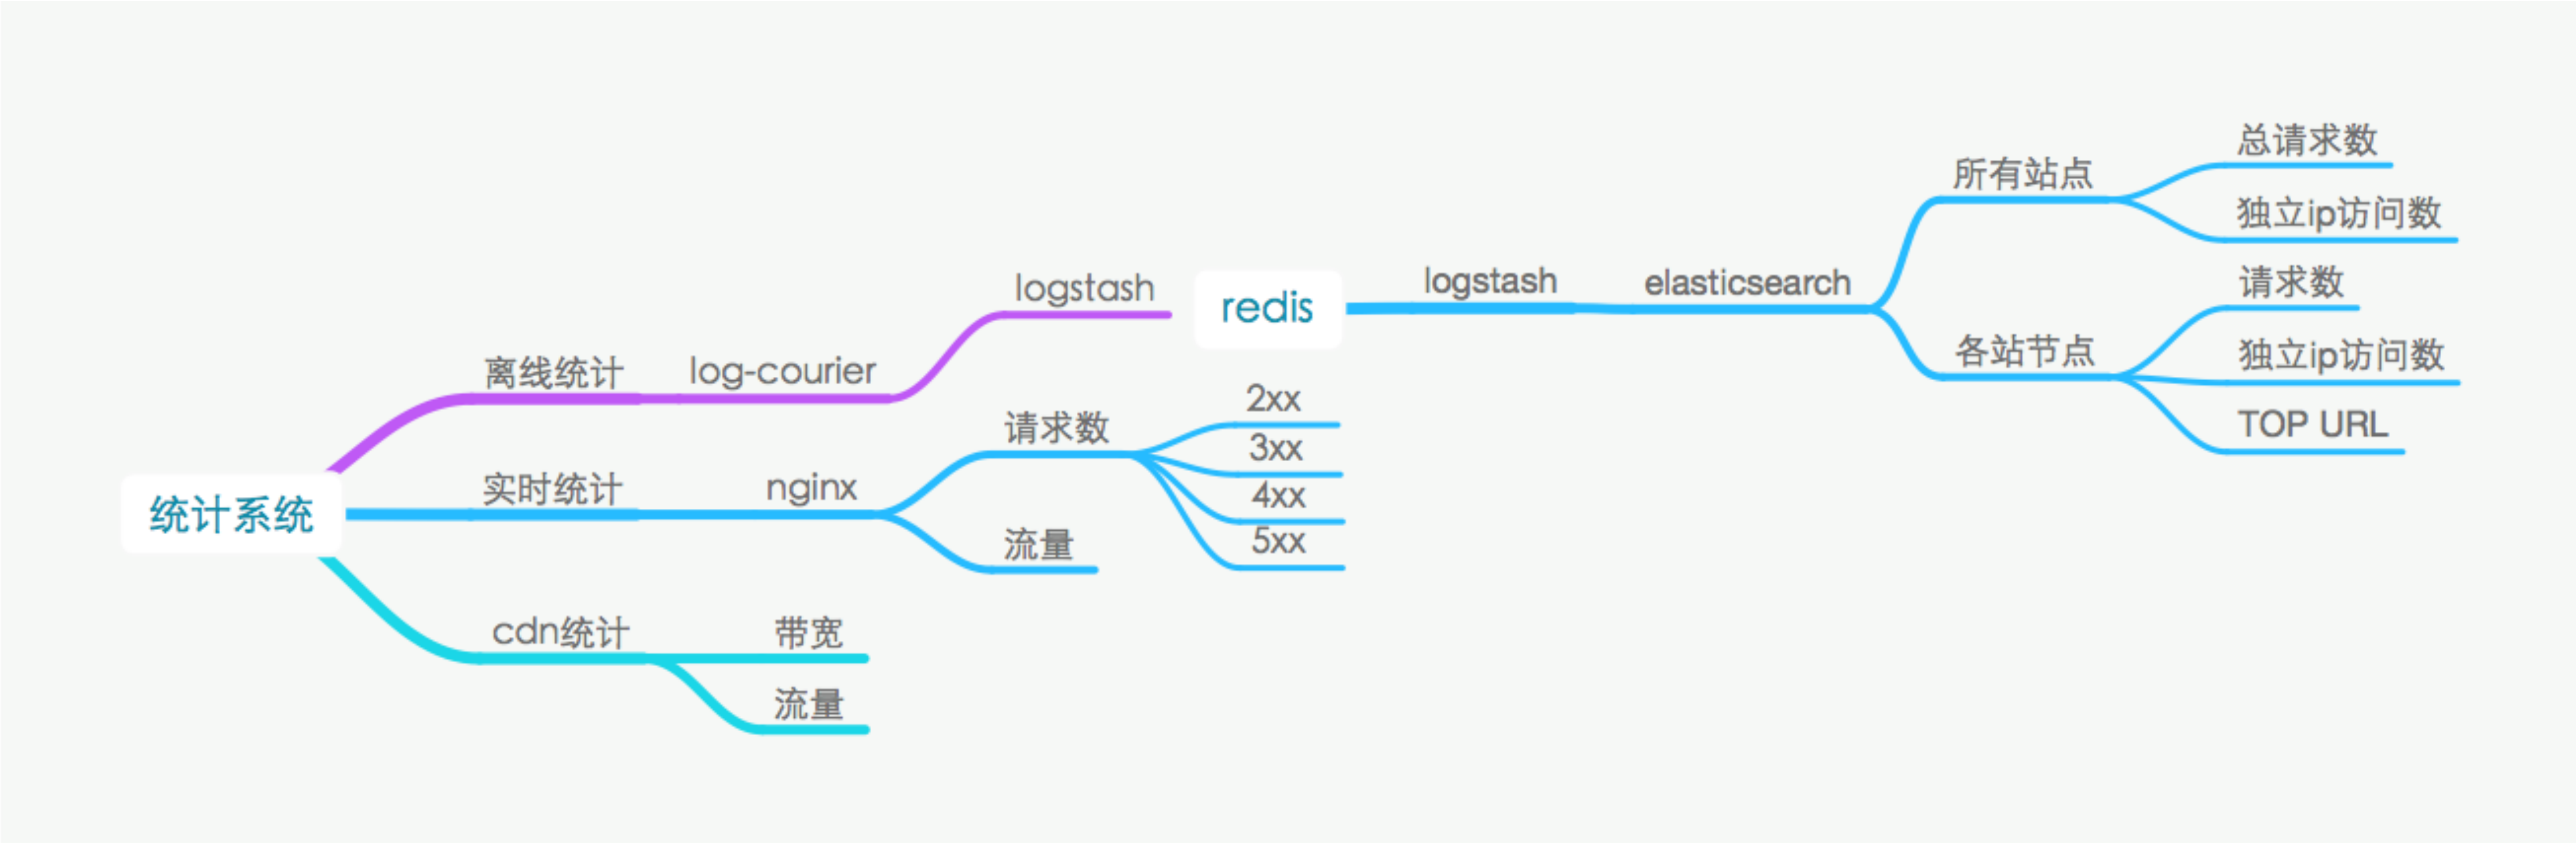 统计系统
离线统计
log-courier
logstash
实时统计
nginx
请求数
2xx
3xx
4xx
5xx
流量
cdn统计
带宽
流量
redis
logstash
elasticsearch
所有站点
总请求数
独立ip访问数
各站节点
请求数
独立ip访问数
TOP URL